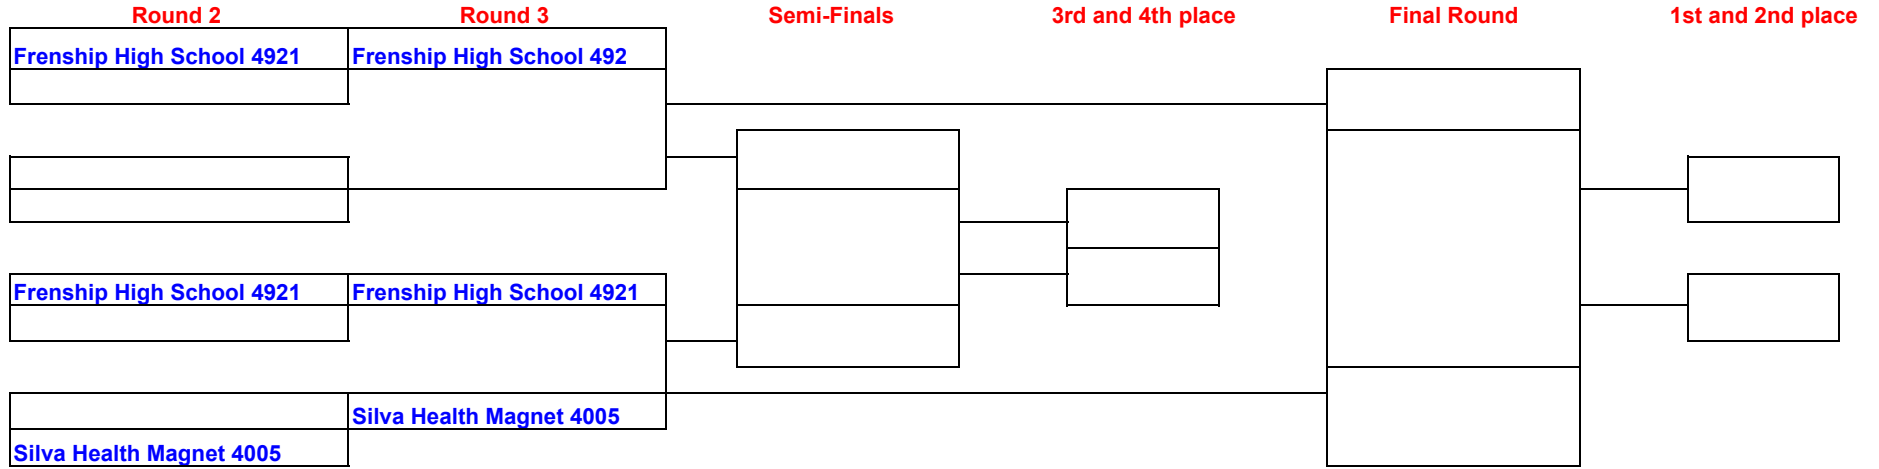 Round 2 Round 3 Semi-Finals 3rd and 4th place Final Round 1st and 2nd place
Frenship High School 4921 Frenship High School 492
Frenship High School 4921 Frenship High School 4921
Silva Health Magnet 4005
Silva Health Magnet 4005